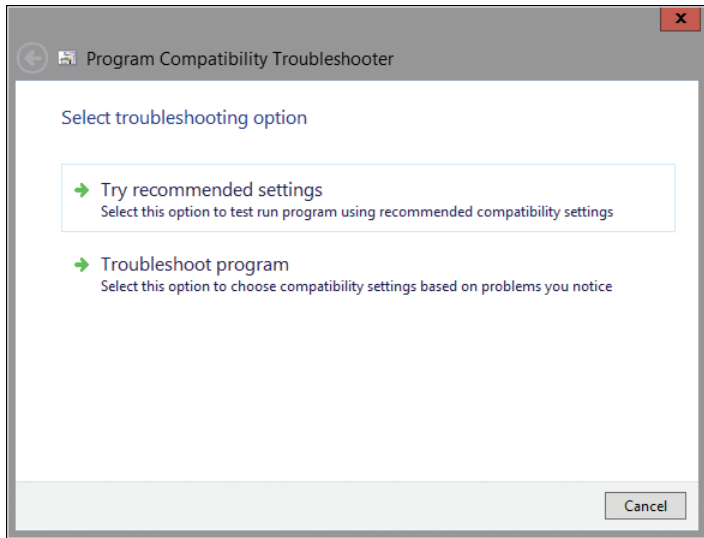 x
Program Compatibility Troubleshooter
Select troubleshooting option
Try recommended settings
Select this option to test run program using recommended compatibility settings
Troubleshoot program
Select this option to choose compatibility settings based on problems you notice
Cancel